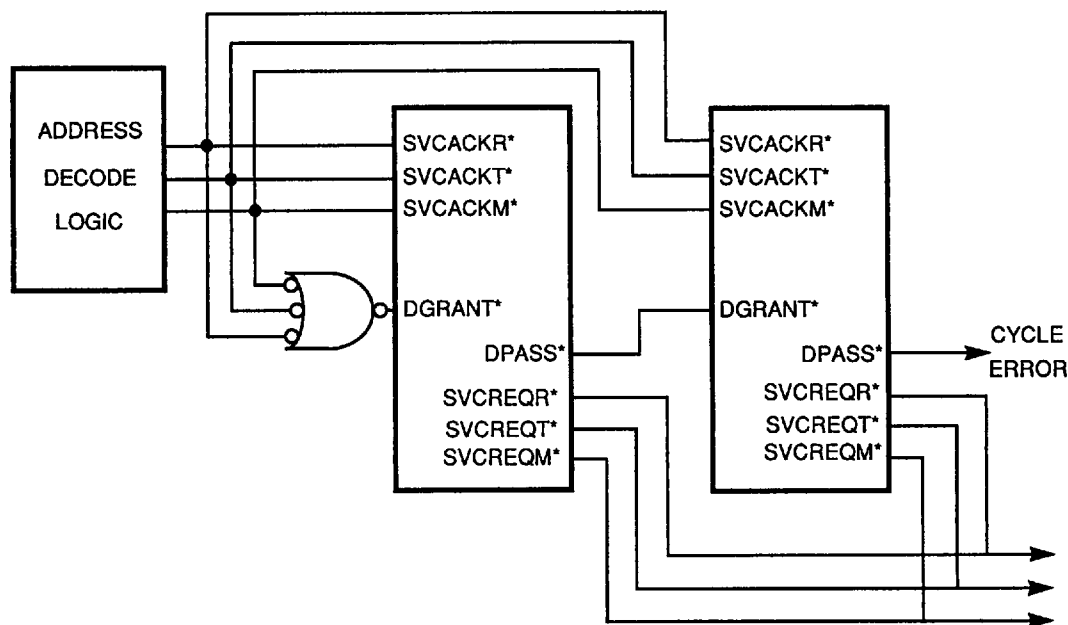 ADDRESS
DECODE
LOGIC
SVCACKR*
SVCACKT*
SVCACKM*
DGRANT*
DPASS*
SVCREQR*
SVCREQT*
SVCREQM*
SVCACKR*
SVCACKT*
SVCACKM*
DGRANT*
DPASS*
SVCREQR*
SVCREQT*
SVCREQM*
CYCLE
ERROR